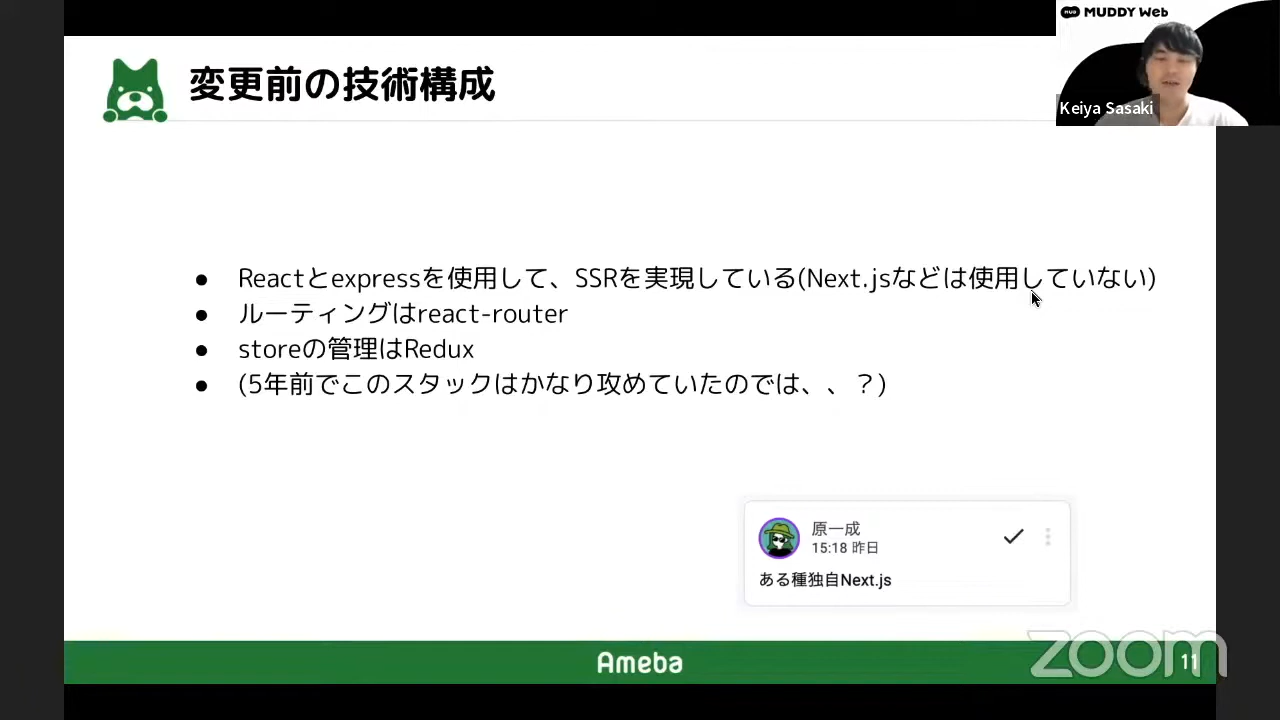 MUDDY Web
Keiya Sasaki
変更前の技術構成
● Reactとexpressを使用して、SSRを実現している(Next.jsなどは使用していない)
● ルーティングはreact-router
● storeの管理はRedux
● (5年前でこのスタックはかなり攻めていたのでは、、？)
原一成
15:18 昨日
ある種独自Next.js
Ameba
zoom
11